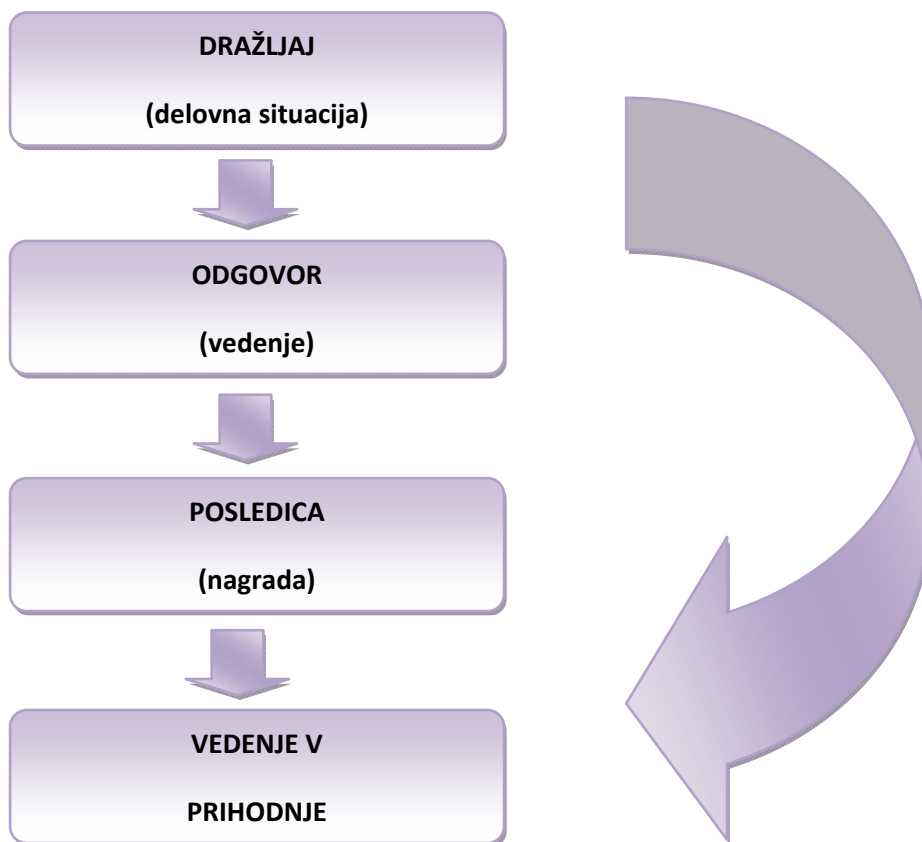 DRAŽLJAJ
(delovna situacija)
ODGOVOR
(vedenje)
POSLEDICA
(nagrada)
VEDENJE V
PRIHODNJE